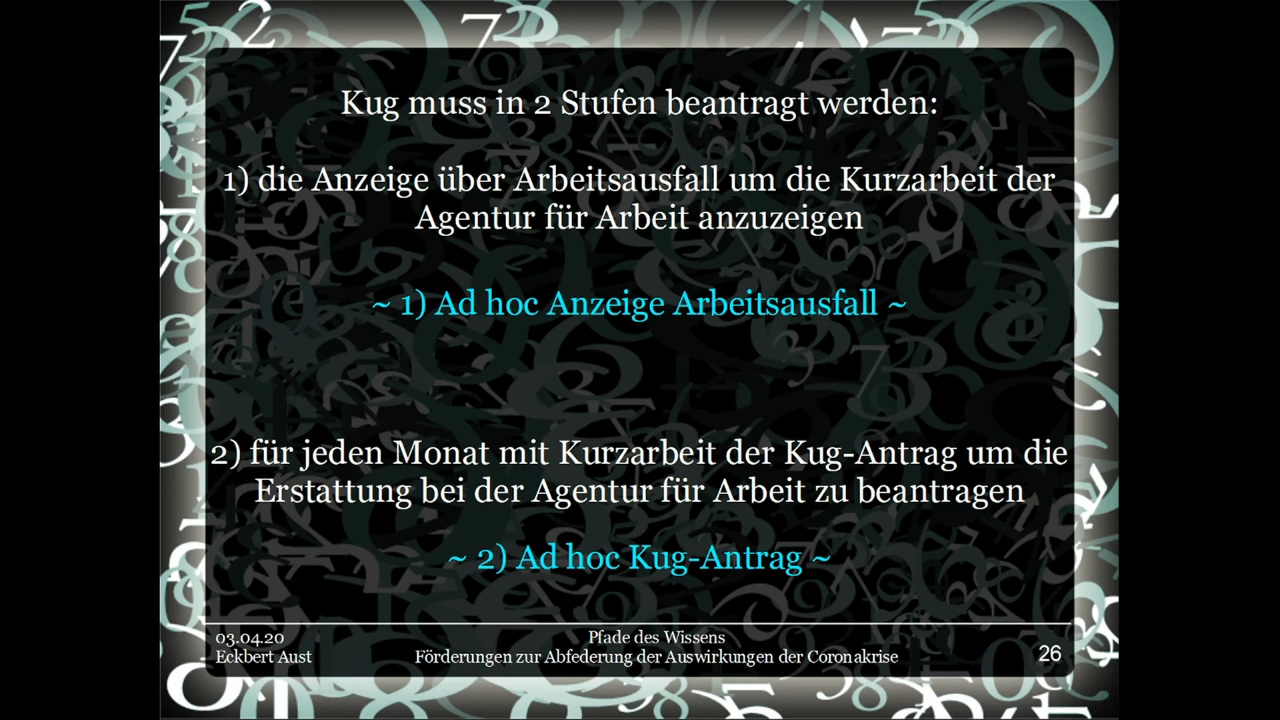 Kug muss in 2 Stufen beantragt werden:
1) die Anzeige über Arbeitsausfall um die Kurzarbeit der
Agentur für Arbeit anzuzeigen
~ 1) Ad hoc Anzeige Arbeitsausfall ~
2) für jeden Monat mit Kurzarbeit der Kug-Antrag um die
Erstattung bei der Agentur für Arbeit zu beantragen
~ 2) Ad hoc Kug-Antrag ~
03.04.20
Eckbert Aust
Pfade des Wissens
Förderungen zur Abfederung der Auswirkungen der Coronakrise
26